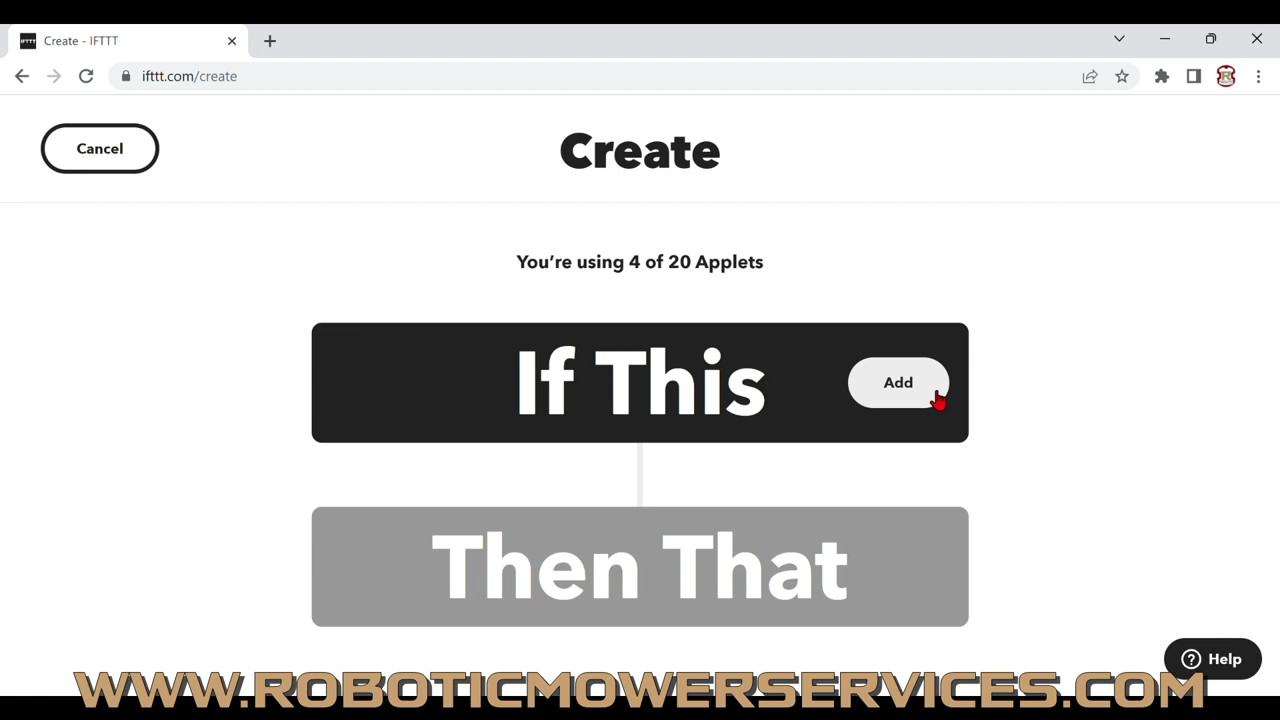 IFTTT
Create - IFTTT
ifttt.com/create
R
Cancel
Create
You're using 4 of 20 Applets
If This
Add
Then That
? Help
WWW.ROBOTICMOWERSERVICES.COM